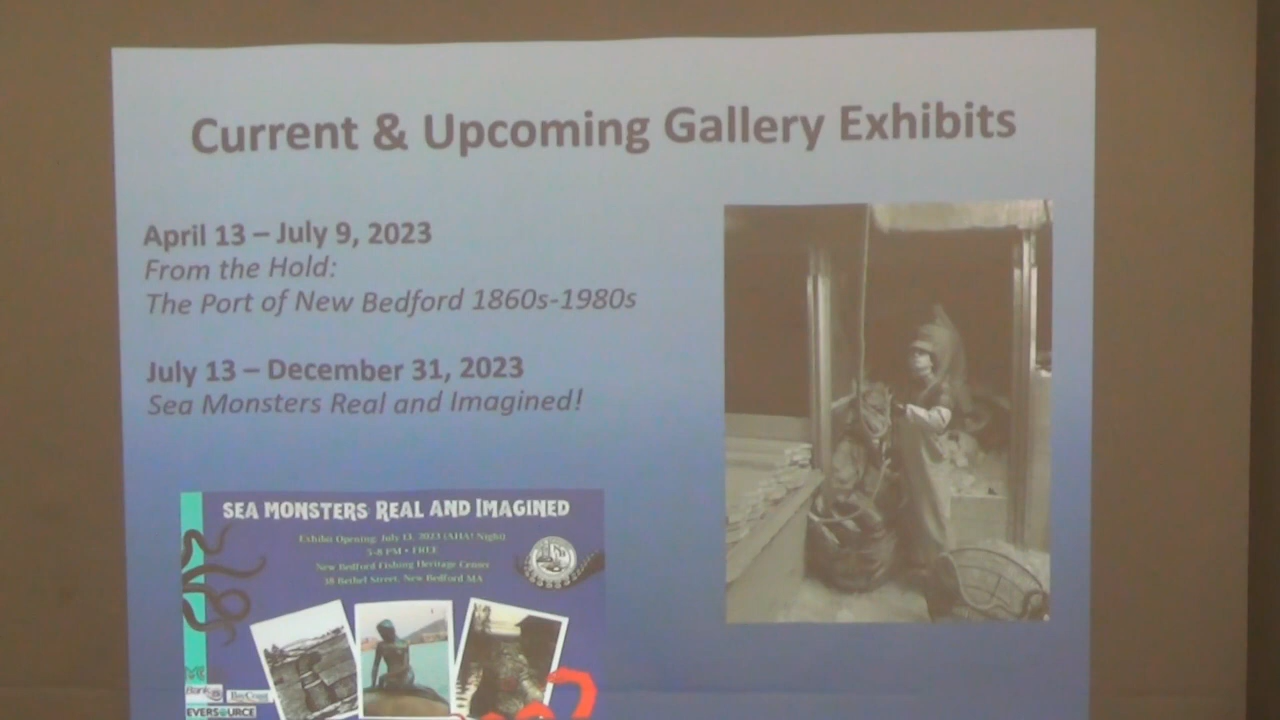 Current & Upcoming Gallery Exhibits
April 13 – July 9, 2023
From the Hold:
The Port of New Bedford 1860s-1980s
July 13 – December 31, 2023
Sea Monsters Real and Imagined!
SEA MONSTERS REAL AND IMAGINED
Exhibit Opening: July 13, 2023 (AHA! Night)
5-8 PM • FREE
New Bedford Fishing Heritage Center
38 Bethel Street, New Bedford MA
Bank
BayCoast
EVERSOURCE